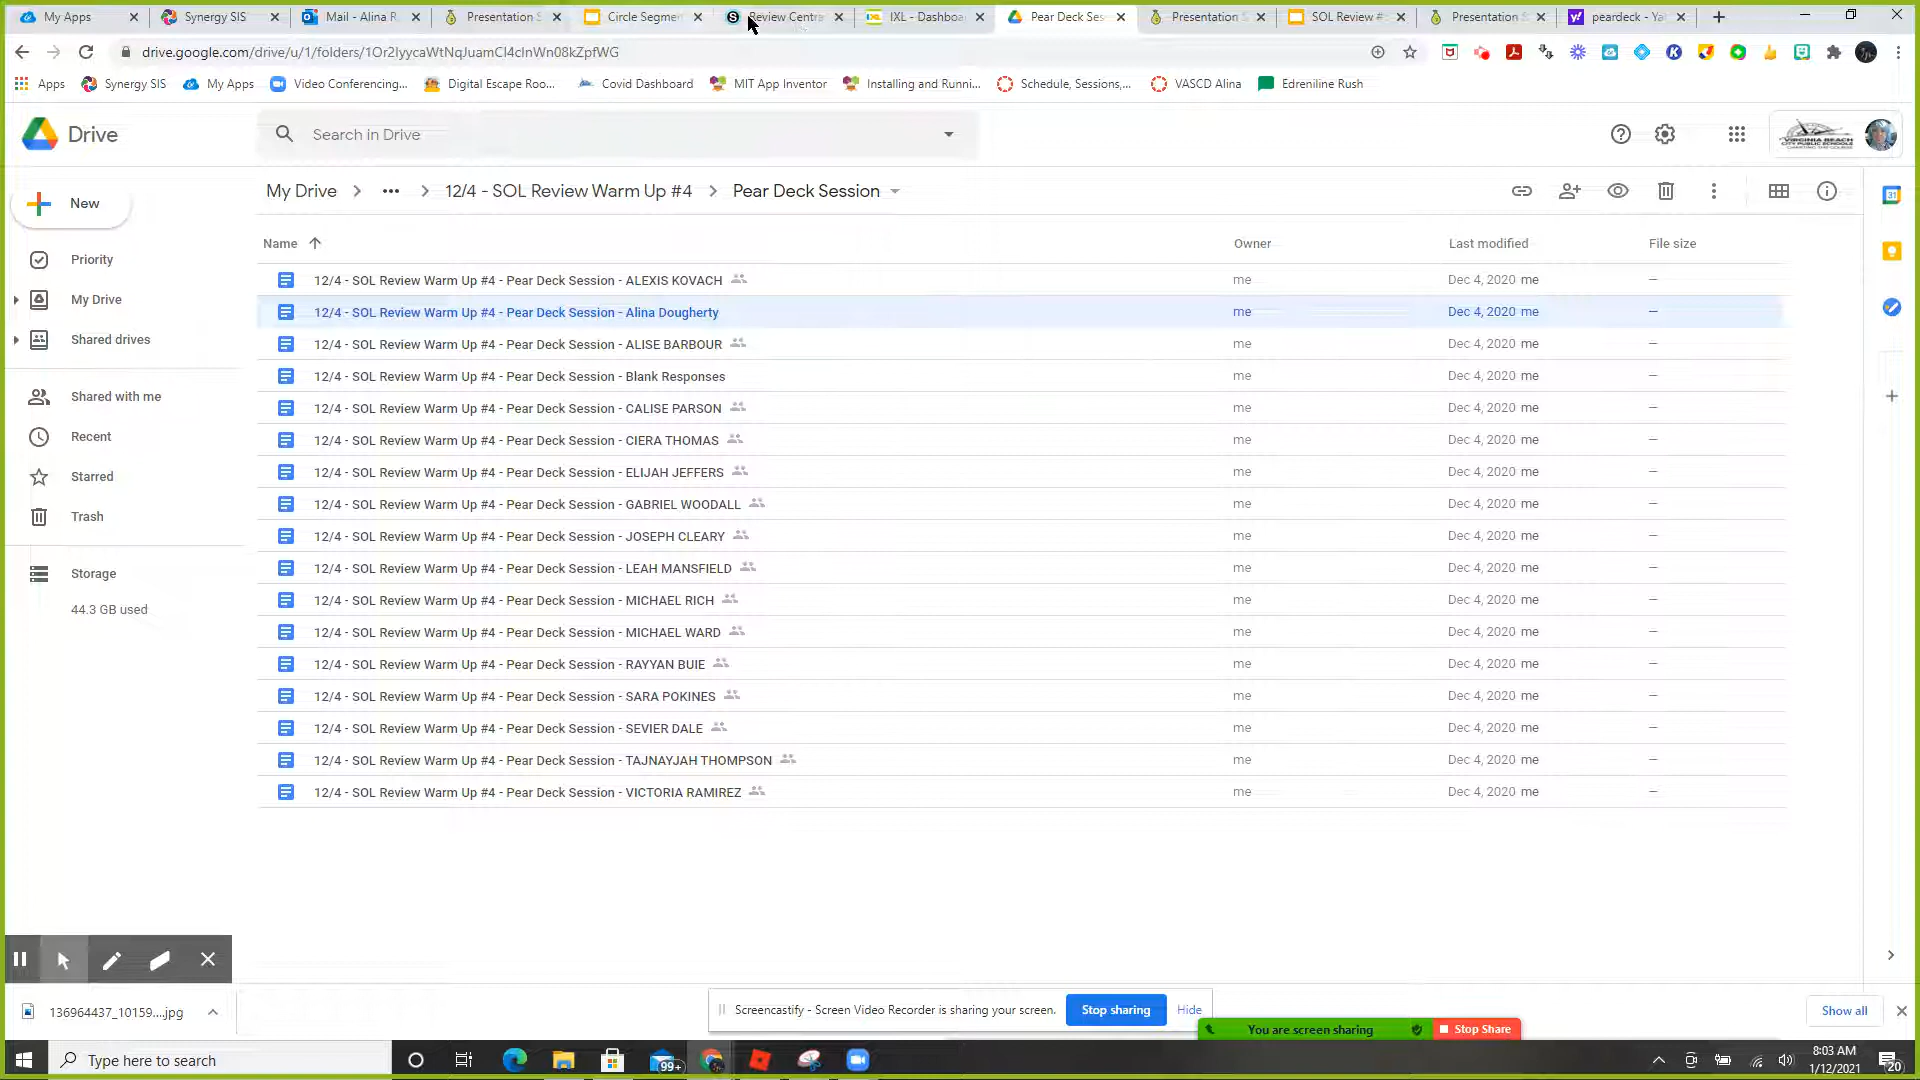 My Apps
Synergy SIS
Mail - Alina R
Presentation S
Circle Segmen
Review Centra
IXL - Dashboa
Pear Deck Ses
Presentation S
SOL Review #
Presentation S
peardeck - Ya
drive.google.com/drive/u/1/folders/1Or2IyycaWtNqJuamCI4cInWn08kZpfWG
Apps
Synergy SIS
My Apps
Video Conferencing...
Digital Escape Roo...
Covid Dashboard
MIT App Inventor
Installing and Runni...
Schedule, Sessions,...
VASCD Alina
Edreniline Rush
Drive
Search in Drive
VIRGINIA BEACH
CITY PUBLIC SCHOOLS
CHARTING THE COURSE
New
My Drive > ... > 12/4 - SOL Review Warm Up #4 > Pear Deck Session
Priority
My Drive
Shared drives
Shared with me
Recent
Starred
Trash
Storage
44.3 GB used
Name Owner Last modified File size
12/4 - SOL Review Warm Up #4 - Pear Deck Session - ALEXIS KOVACH me Dec 4, 2020 me —
12/4 - SOL Review Warm Up #4 - Pear Deck Session - Alina Dougherty me Dec 4, 2020 me —
12/4 - SOL Review Warm Up #4 - Pear Deck Session - ALISE BARBOUR me Dec 4, 2020 me —
12/4 - SOL Review Warm Up #4 - Pear Deck Session - Blank Responses me Dec 4, 2020 me —
12/4 - SOL Review Warm Up #4 - Pear Deck Session - CALISE PARSON me Dec 4, 2020 me —
12/4 - SOL Review Warm Up #4 - Pear Deck Session - CIERA THOMAS me Dec 4, 2020 me —
12/4 - SOL Review Warm Up #4 - Pear Deck Session - ELIJAH JEFFERS me Dec 4, 2020 me —
12/4 - SOL Review Warm Up #4 - Pear Deck Session - GABRIEL WOODALL me Dec 4, 2020 me —
12/4 - SOL Review Warm Up #4 - Pear Deck Session - JOSEPH CLEARY me Dec 4, 2020 me —
12/4 - SOL Review Warm Up #4 - Pear Deck Session - LEAH MANSFIELD me Dec 4, 2020 me —
12/4 - SOL Review Warm Up #4 - Pear Deck Session - MICHAEL RICH me Dec 4, 2020 me —
12/4 - SOL Review Warm Up #4 - Pear Deck Session - MICHAEL WARD me Dec 4, 2020 me —
12/4 - SOL Review Warm Up #4 - Pear Deck Session - RAYYAN BUIE me Dec 4, 2020 me —
12/4 - SOL Review Warm Up #4 - Pear Deck Session - SARA POKINES me Dec 4, 2020 me —
12/4 - SOL Review Warm Up #4 - Pear Deck Session - SEVIER DALE me Dec 4, 2020 me —
12/4 - SOL Review Warm Up #4 - Pear Deck Session - TAJNAYJAH THOMPSON me Dec 4, 2020 me —
12/4 - SOL Review Warm Up #4 - Pear Deck Session - VICTORIA RAMIREZ me Dec 4, 2020 me —
136964437_10159....jpg
Screencastify - Screen Video Recorder is sharing your screen.
Stop sharing
Hide
Show all
You are screen sharing
Stop Share
Type here to search
99+
8:03 AM
1/12/2021
20